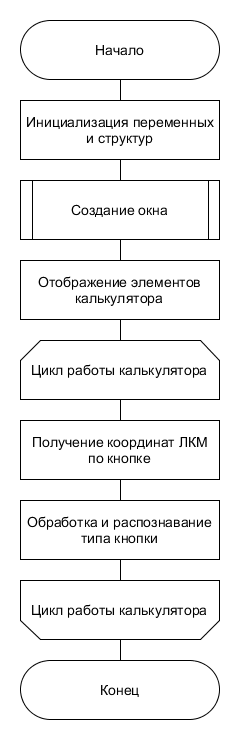 Начало
Инициализация переменных
и структур
Создание окна
Отображение элементов
калькулятора
Цикл работы калькулятора
Получение координат ЛКМ
по кнопке
Обработка и распознавание
типа кнопки
Цикл работы калькулятора
Конец